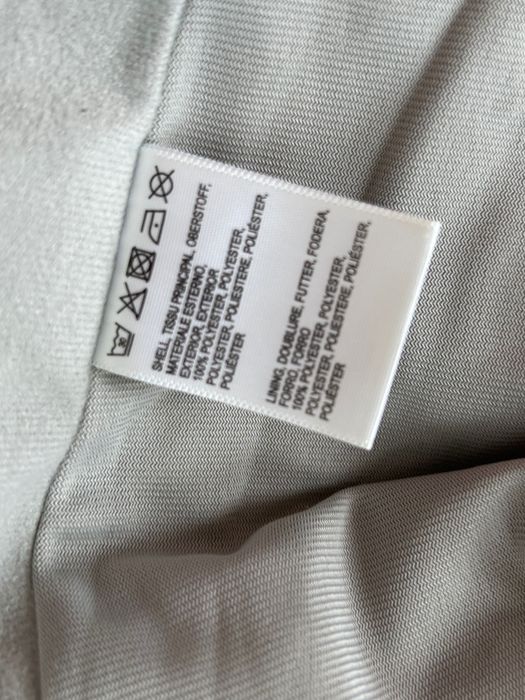 30
SHELL, TISSU PRINCIPAL, OBERSTOFF,
MATERIALE ESTERNO,
EXTERIOR, EXTERIOR
100% POLYESTER, POLYESTER,
POLYESTER, POLIESTERE, POLIÉSTER,
POLIÉSTER
LINING, DOUBLURE, FUTTER, FODERA,
FORRO, FORRO
100% POLYESTER, POLYESTER,
POLYESTER, POLIESTERE, POLIÉSTER,
POLIÉSTER